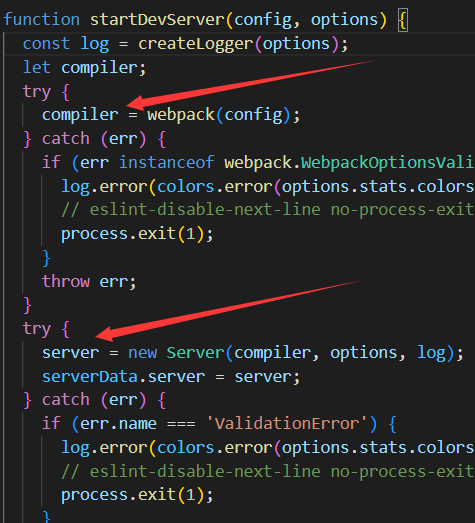 function startDevServer(config, options) {
const log = createLogger(options);
let compiler;
try {
compiler = webpack(config);
} catch (err) {
if (err instanceof webpack.WebpackOptionsVali
log.error(colors.error(options.stats.colors
// eslint-disable-next-line no-process-exit
process.exit(1);
}
throw err;
}
try {
server = new Server(compiler, options, log);
serverData.server = server;
} catch (err) {
if (err.name === 'ValidationError') {
log.error(colors.error(options.stats.colors
// eslint-disable-next-line no-process-exit
process.exit(1);
}